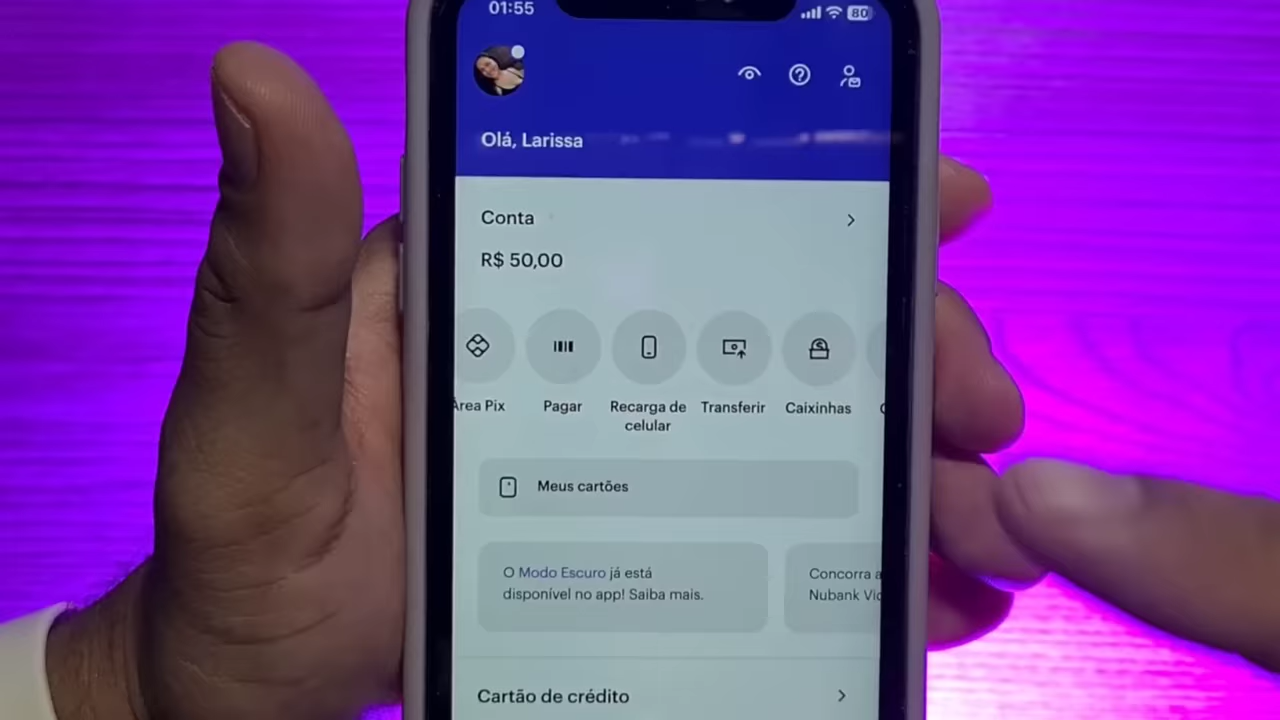 01:55
80
Olá, Larissa
Conta
R$ 50,00
Área Pix
Pagar
Recarga de
celular
Transferir
Caixinhas
Meus cartões
O Modo Escuro já está
disponível no app! Saiba mais.
Concorra a
Nubank
Cartão de crédito